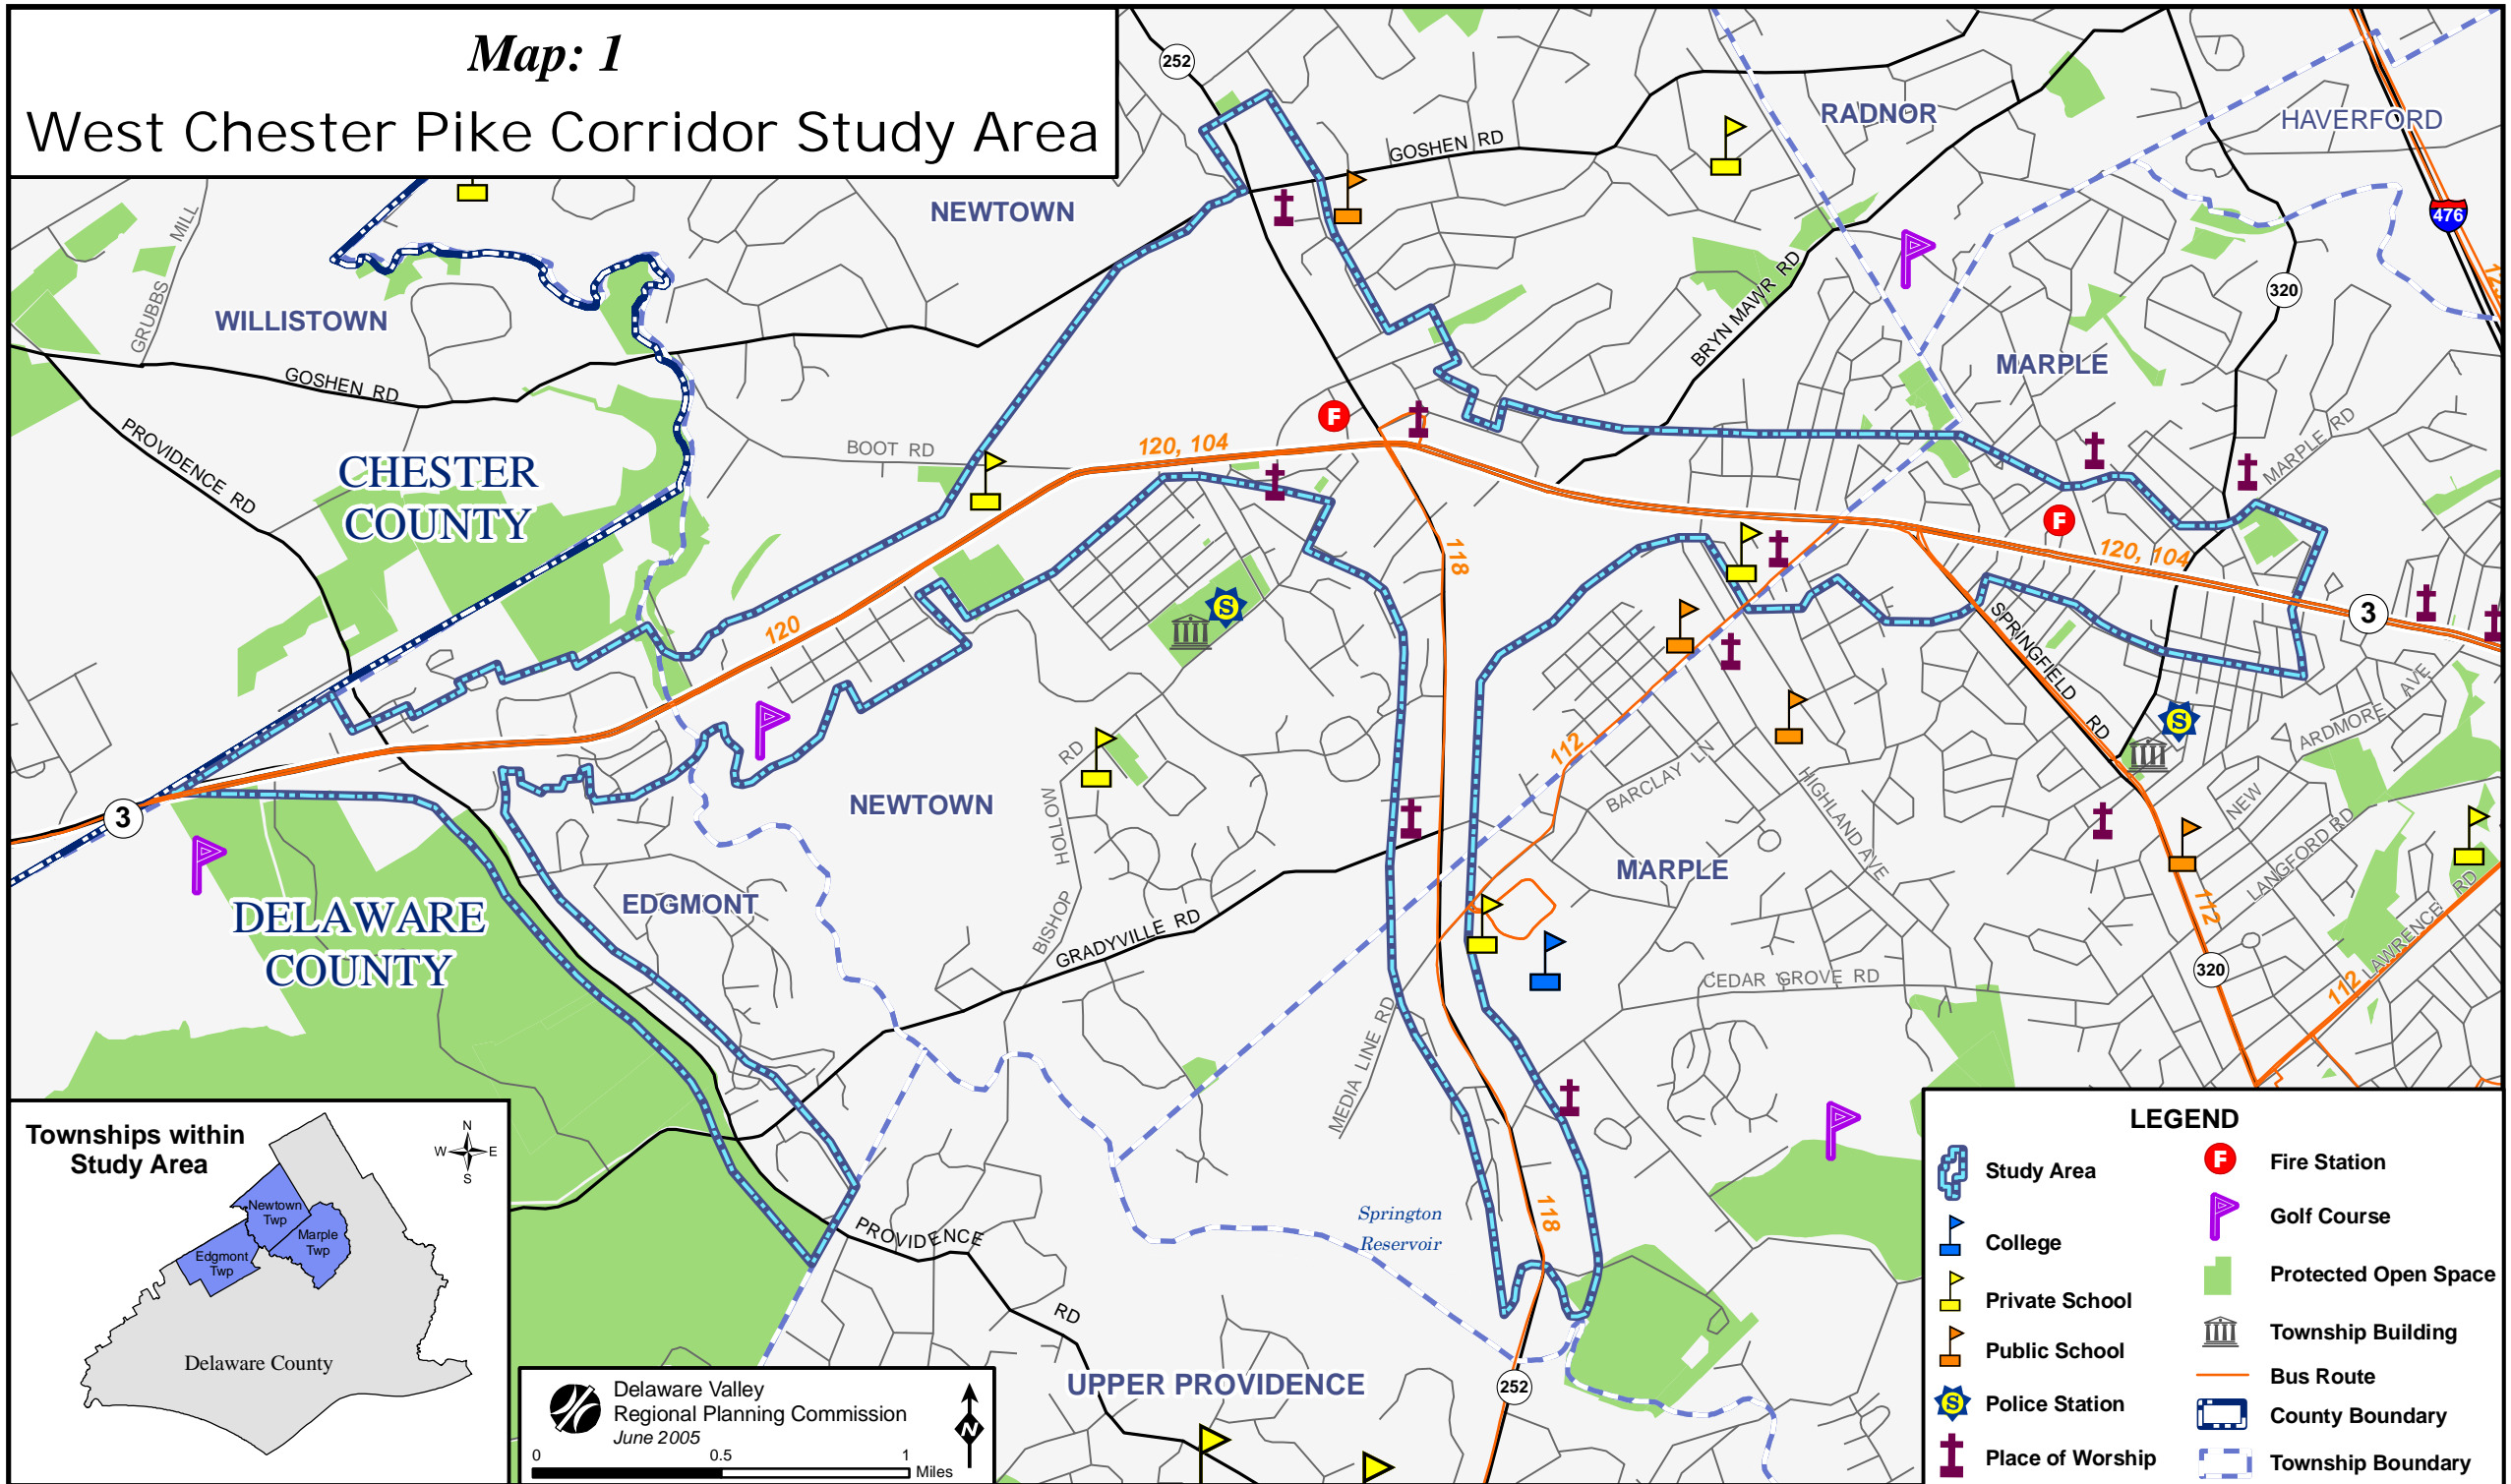 Map: 1
West Chester Pike Corridor Study Area
252
RADNOR
HAVERFORD
GOSHEN RD
NEWTOWN
476
MILL
GRUBBS
WILLISTOWN
320
BRYN MAWR RD
MARPLE
GOSHEN RD
PROVIDENCE RD
CHESTER
COUNTY
BOOT RD
120, 104
F
MARPLE RD
F
118
120, 104
120
S
3
SPRINGFIELD
RD
S
ARDMORE AVE
112
BARCLAY LN
HIGHLAND AVE
3
RD
HOLLOW
BISHOP
NEWTOWN
NEW
LANGFORD RD
MARPLE
EDGMONT
DELAWARE
COUNTY
GRADYVILLE RD
112
LAWRENCE RD
320
112
CEDAR GROVE RD
MEDIA LINE RD
Springton
Reservoir
118
PROVIDENCE
RD
UPPER PROVIDENCE
252
Townships within
Study Area
N
W E
S
Newtown
Twp
Marple
Twp
Edgmont
Twp
Delaware County
Delaware Valley
Regional Planning Commission
June 2005
0 0.5 1
Miles
N
LEGEND
Study Area
College
Private School
Public School
S Police Station
Place of Worship
F Fire Station
Golf Course
Protected Open Space
Township Building
Bus Route
County Boundary
Township Boundary